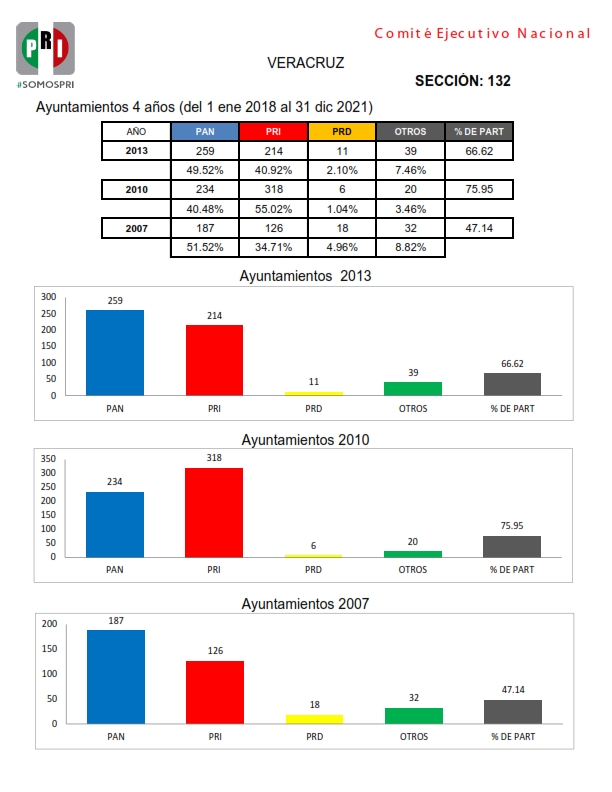 Comité Ejecutivo Nacional
PRI
#SOMOSPRI
VERACRUZ
SECCIÓN: 132
Ayuntamientos 4 años (del 1 ene 2018 al 31 dic 2021)
AÑO PAN PRI PRD OTROS % DE PART
2013 259 214 11 39 66.62
49.52% 40.92% 2.10% 7.46%
2010 234 318 6 20 75.95
40.48% 55.02% 1.04% 3.46%
2007 187 126 18 32 47.14
51.52% 34.71% 4.96% 8.82%
Ayuntamientos 2013
300
250
200
150
100
50
0
259 214 11 39 66.62
PAN PRI PRD OTROS % DE PART
Ayuntamientos 2010
350
300
250
200
150
100
50
0
234 318 6 20 75.95
PAN PRI PRD OTROS % DE PART
Ayuntamientos 2007
200
150
100
50
0
187 126 18 32 47.14
PAN PRI PRD OTROS % DE PART